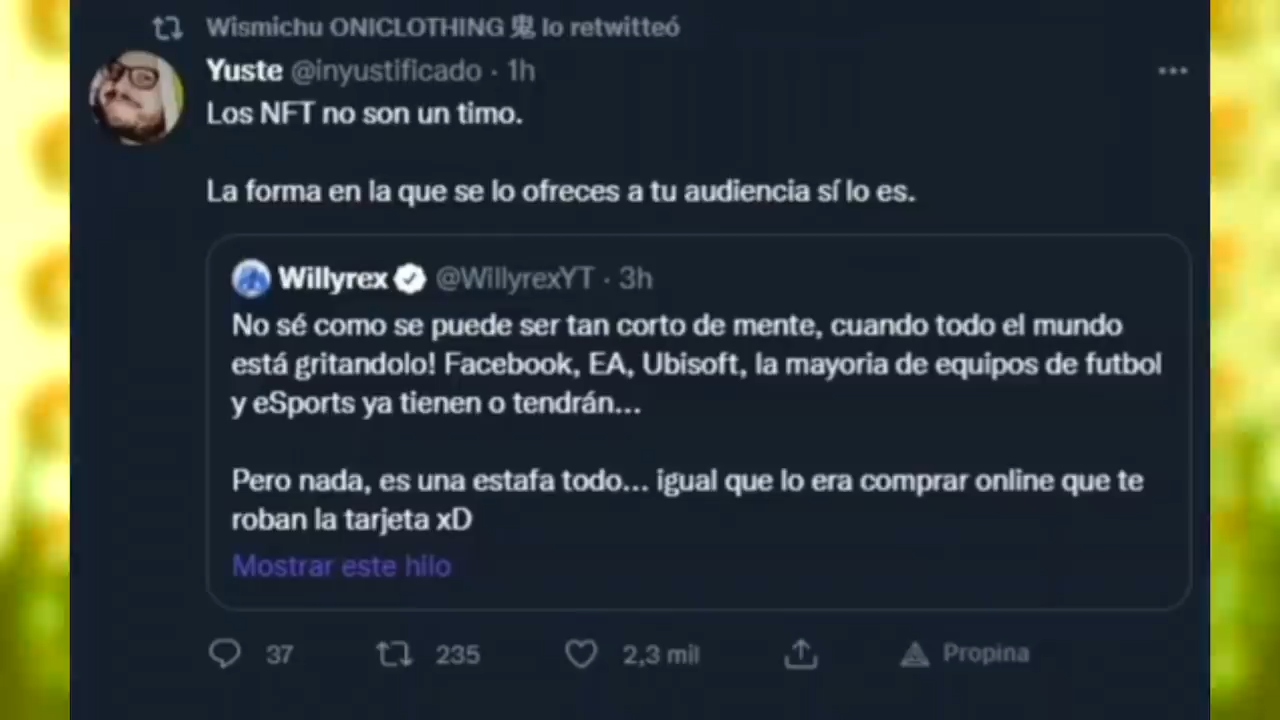 Wismichu ONICLOTHING 鬼 lo retwitteó
Yuste @inyustificado · 1h
Los NFT no son un timo.
La forma en la que se lo ofreces a tu audiencia sí lo es.
Willyrex @WillyrexYT · 3h
No sé como se puede ser tan corto de mente, cuando todo el mundo
está gritandolo! Facebook, EA, Ubisoft, la mayoria de equipos de futbol
y eSports ya tienen o tendrán...
Pero nada, es una estafa todo... igual que lo era comprar online que te
roban la tarjeta xD
Mostrar este hilo
37 235 2,3 mil Propina